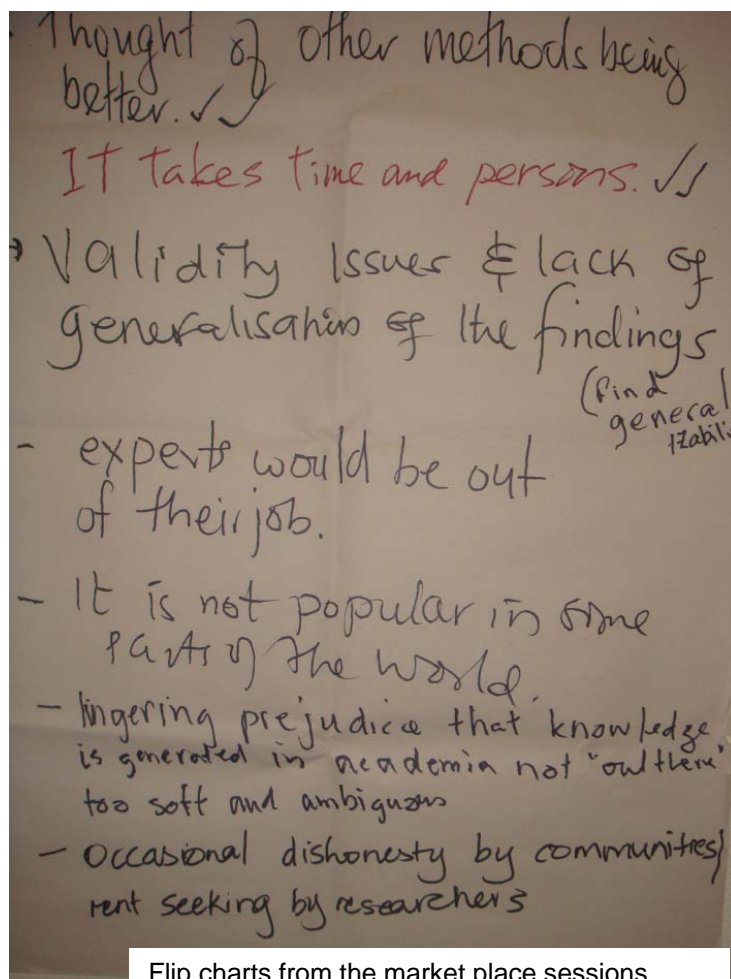 - Thought of other methods being
better. ✓✓
It takes time and persons. ✓✓
→ Validity Issues & lack of
generalisation of the findings
(find
general
izabili
- experts would be out
of their job.
- It is not popular in some
parts of the world.
- lingering prejudice that knowledge
is generated in academia not "out there"
too soft and ambiguous
- Occasional dishonesty by communities/
rent seeking by researchers
Flip charts from the market place sessions